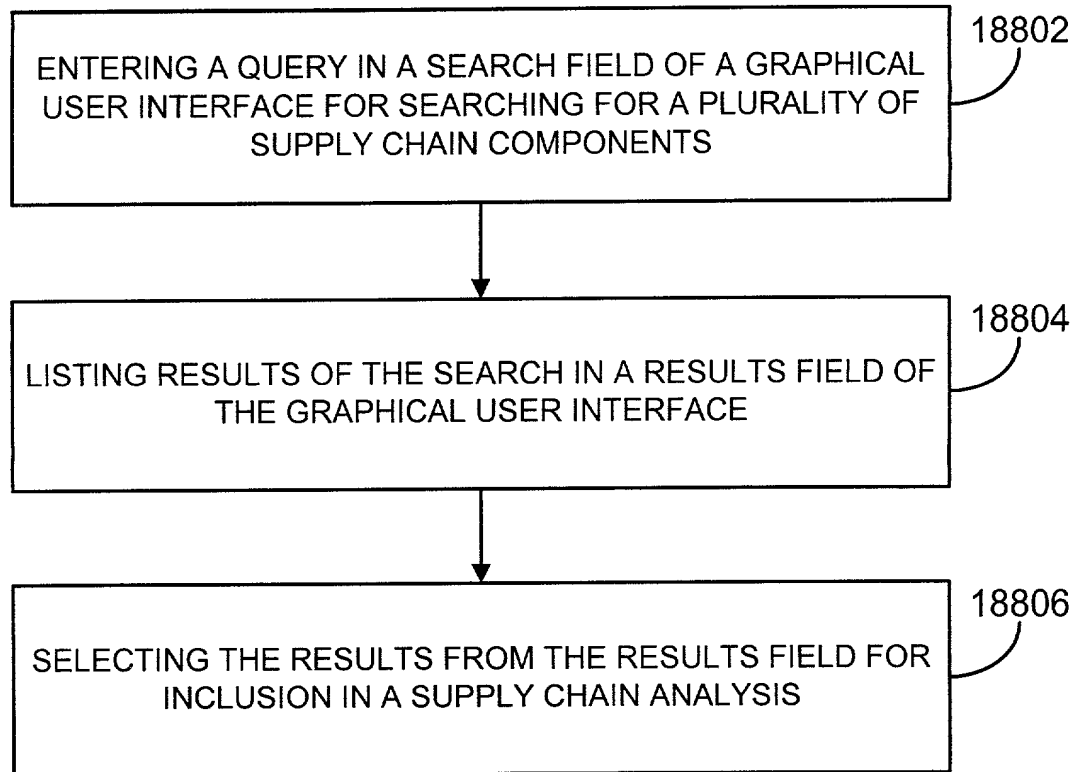 18802
ENTERING A QUERY IN A SEARCH FIELD OF A GRAPHICAL
USER INTERFACE FOR SEARCHING FOR A PLURALITY OF
SUPPLY CHAIN COMPONENTS
18804
LISTING RESULTS OF THE SEARCH IN A RESULTS FIELD OF
THE GRAPHICAL USER INTERFACE
18806
SELECTING THE RESULTS FROM THE RESULTS FIELD FOR
INCLUSION IN A SUPPLY CHAIN ANALYSIS